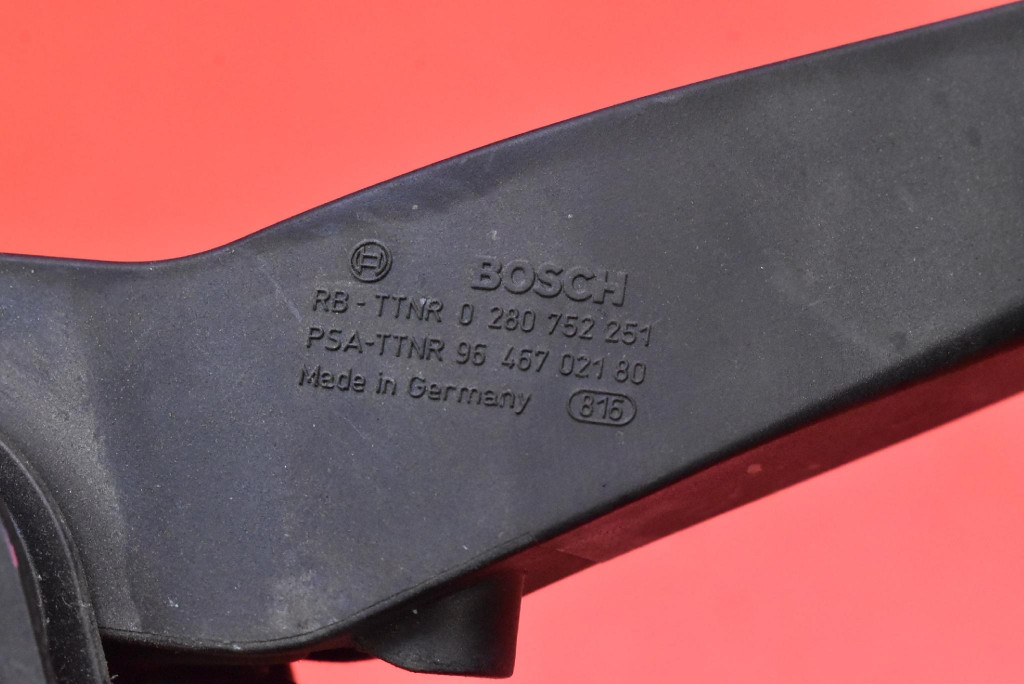 BOSCH
RB - TTNR 0 280 752 251
PSA-TTNR 96 467 021 80
Made in Germany 816